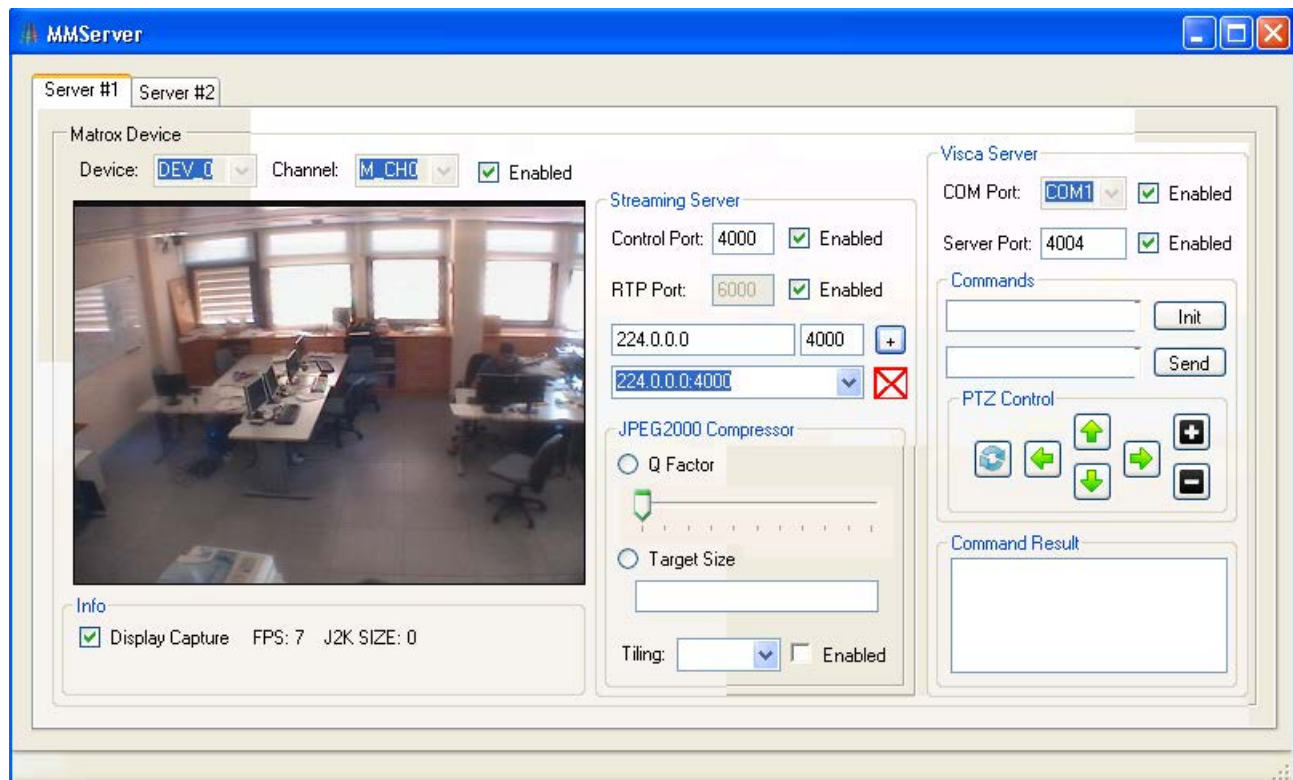 MMServer
Server #1
Server #2
Matrox Device
Device: DEV_0
Channel: M_CH0
Enabled
Streaming Server
Control Port: 4000
Enabled
RTP Port: 6000
Enabled
224.0.0.0
4000
+
224.0.0.0:4000
JPEG2000 Compressor
Q Factor
Target Size
Tiling:
Enabled
Info
Display Capture
FPS: 7
J2K SIZE: 0
Visca Server
COM Port: COM1
Enabled
Server Port: 4004
Enabled
Commands
Init
Send
PTZ Control
Command Result